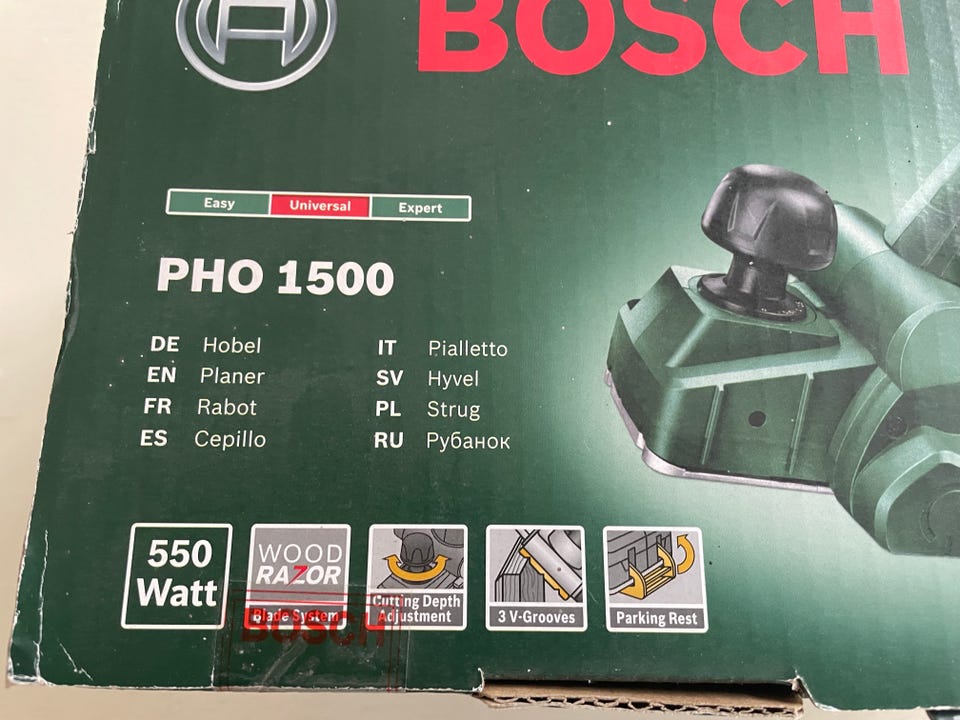 BOSCH
Easy Universal Expert
PHO 1500
DE Hobel
EN Planer
FR Rabot
ES Cepillo
IT Pialletto
SV Hyvel
PL Strug
RU Рубанок
550
Watt
WOOD
RAZOR
Blade System
Cutting Depth
Adjustment
3 V-Grooves
Parking Rest
BOSCH